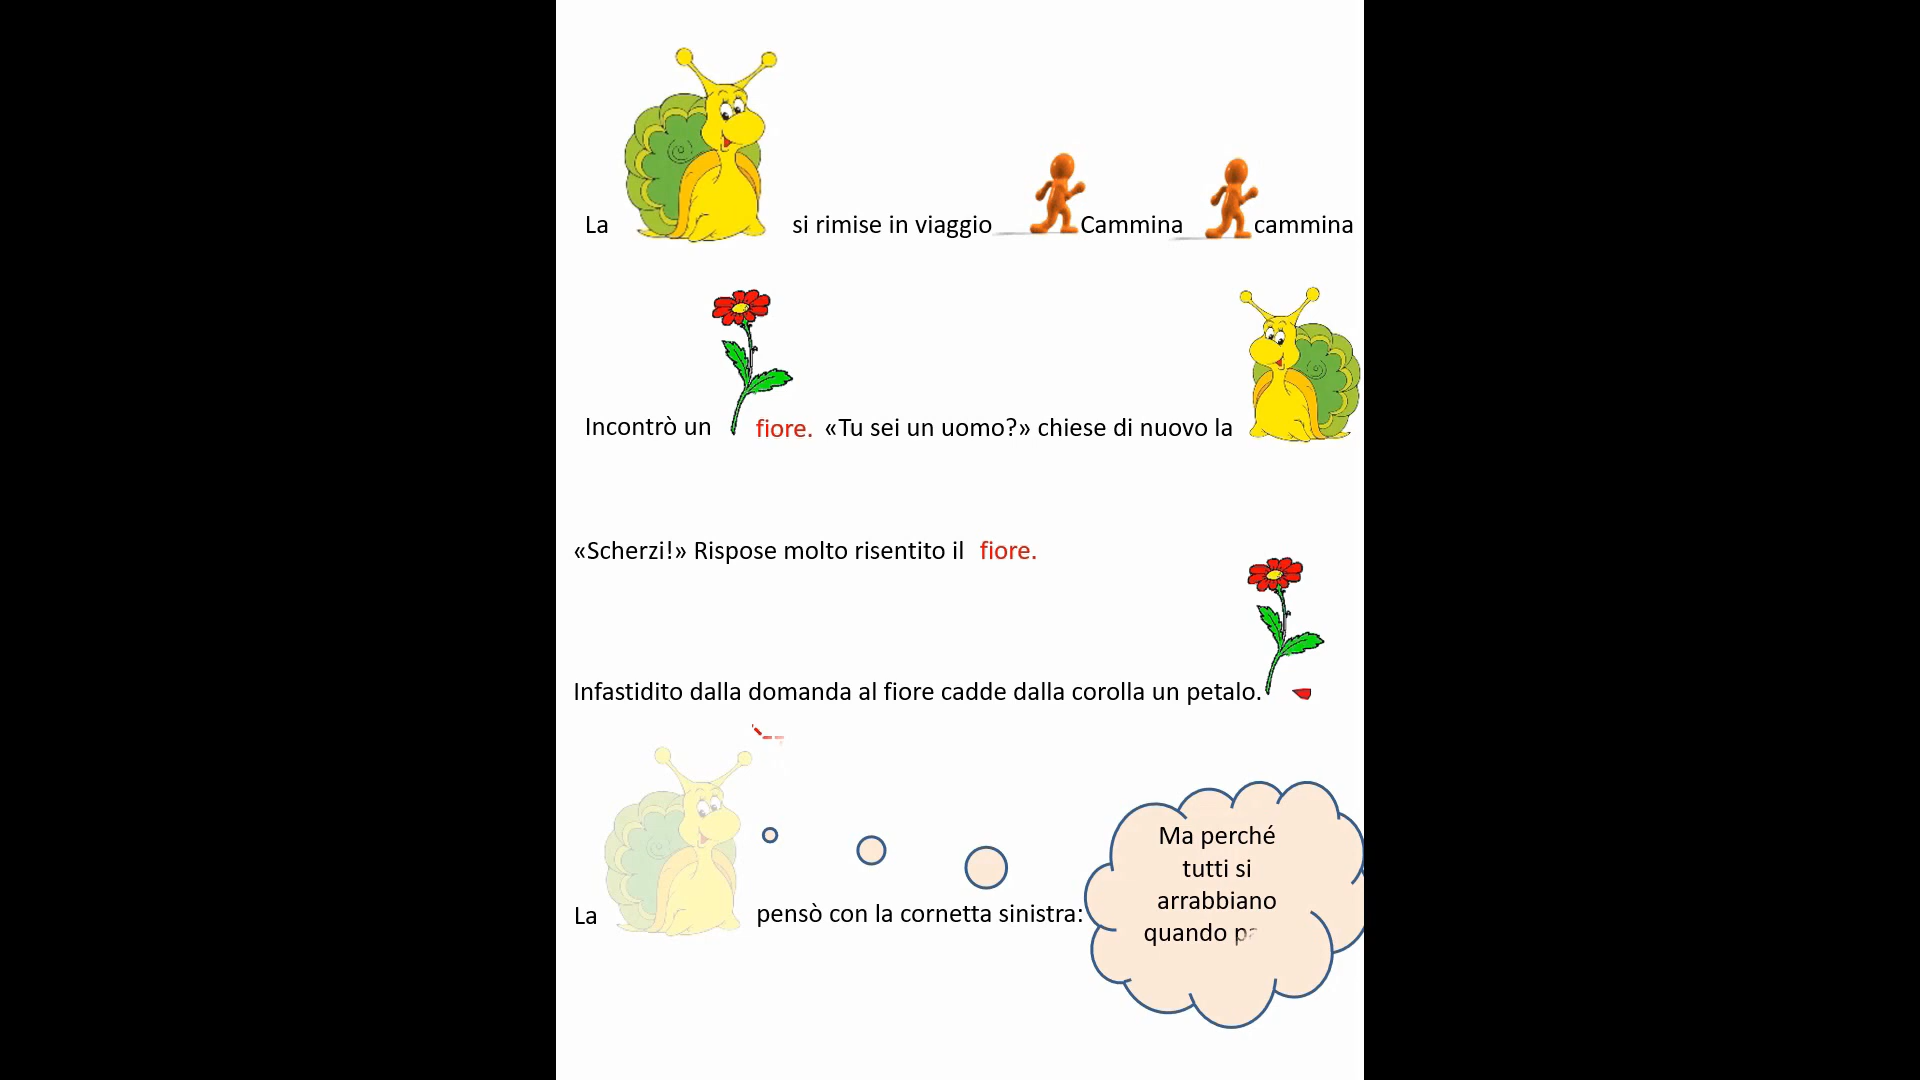 La si rimise in viaggio Cammina cammina
Incontrò un fiore. «Tu sei un uomo?» chiese di nuovo la
«Scherzi!» Rispose molto risentito il fiore.
Infastidito dalla domanda al fiore cadde dalla corolla un petalo.
La pensò con la cornetta sinistra:
Ma perché
tutti si
arrabbiano
quando